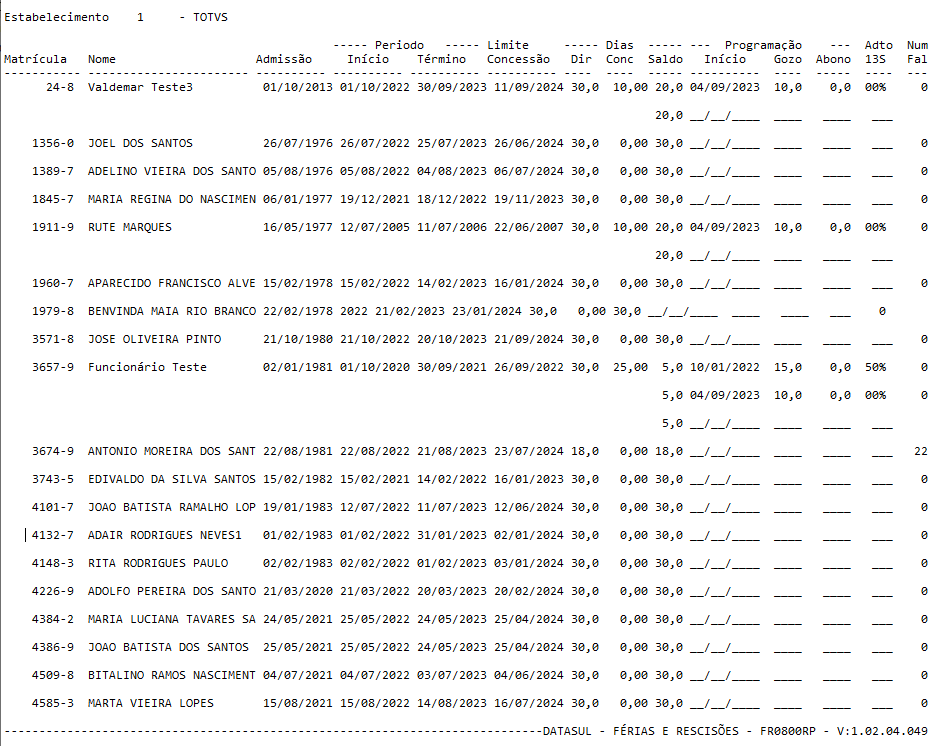 Estabelecimento    1     - TOTVS
                                               ----- Periodo   ----- Limite     ----- Dias  ----- ---  Programação    ---  Adto  Num
Matrícula   Nome                    Admissão     Início   Término   Concessão   Dir  Conc  Saldo   Início    Gozo  Abono  13S   Fal
----------- ----------------------- ---------- ---------- ---------- ----------- ---- ----- ----- ---------- ----- ----- ---- ---
      24-8  Valdemar Teste3          01/10/2013 01/10/2022 30/09/2023 11/09/2024 30,0  10,00 20,0 04/09/2023  10,0    0,0  00%     0
                                                                                             20,0 __/__/____  ____   ____   ___
    1356-0  JOEL DOS SANTOS          26/07/1976 26/07/2022 25/07/2023 26/06/2024 30,0   0,00 30,0 __/__/____  ____   ____   ___    0
    1389-7  ADELINO VIEIRA DOS SANTO 05/08/1976 05/08/2022 04/08/2023 06/07/2024 30,0   0,00 30,0 __/__/____  ____   ____   ___    0
    1845-7  MARIA REGINA DO NASCIMEN 06/01/1977 19/12/2021 18/12/2022 19/11/2023 30,0   0,00 30,0 __/__/____  ____   ____   ___    0
    1911-9  RUTE MARQUES             16/05/1977 12/07/2005 11/07/2006 22/06/2007 30,0  10,00 20,0 04/09/2023  10,0    0,0  00%     0
                                                                                             20,0 __/__/____  ____   ____   ___
    1960-7  APARECIDO FRANCISCO ALVE 15/02/1978 15/02/2022 14/02/2023 16/01/2024 30,0   0,00 30,0 __/__/____  ____   ____   ___    0
    1979-8  BENVINDA MAIA RIO BRANCO 22/02/1978 2022 21/02/2023 23/01/2024 30,0   0,00 30,0 __/__/____  ____   ____   ___    0
    3571-8  JOSE OLIVEIRA PINTO      21/10/1980 21/10/2022 20/10/2023 21/09/2024 30,0   0,00 30,0 __/__/____  ____   ____   ___    0
    3657-9  Funcionário Teste        02/01/1981 01/10/2020 30/09/2021 26/09/2022 30,0  25,00  5,0 10/01/2022  15,0    0,0  50%     0
                                                                                              5,0 04/09/2023  10,0    0,0  00%     0
                                                                                              5,0 __/__/____  ____   ____   ___
    3674-9  ANTONIO MOREIRA DOS SANT 22/08/1981 22/08/2022 21/08/2023 23/07/2024 18,0   0,00 18,0 __/__/____  ____   ____   ___   22
    3743-5  EDIVALDO DA SILVA SANTOS 15/02/1982 15/02/2021 14/02/2022 16/01/2023 30,0   0,00 30,0 __/__/____  ____   ____   ___    0
    4101-7  JOAO BATISTA RAMALHO LOP 19/01/1983 12/07/2022 11/07/2023 12/06/2024 30,0   0,00 30,0 __/__/____  ____   ____   ___    0
    4132-7  ADAIR RODRIGUES NEVES1   01/02/1983 01/02/2022 31/01/2023 02/01/2024 30,0   0,00 30,0 __/__/____  ____   ____   ___    0
    4148-3  RITA RODRIGUES PAULO     02/02/1983 02/02/2022 01/02/2023 03/01/2024 30,0   0,00 30,0 __/__/____  ____   ____   ___    0
    4226-9  ADOLFO PEREIRA DOS SANTO 21/03/2020 21/03/2022 20/03/2023 20/02/2024 30,0   0,00 30,0 __/__/____  ____   ____   ___    0
    4384-2  MARIA LUCIANA TAVARES SA 24/05/2021 25/05/2022 24/05/2023 25/04/2024 30,0   0,00 30,0 __/__/____  ____   ____   ___    0
    4386-9  JOAO BATISTA DOS SANTOS  25/05/2021 25/05/2022 24/05/2023 25/04/2024 30,0   0,00 30,0 __/__/____  ____   ____   ___    0
    4509-8  BITALINO RAMOS NASCIMENT 04/07/2021 04/07/2022 03/07/2023 04/06/2024 30,0   0,00 30,0 __/__/____  ____   ____   ___    0
    4585-3  MARTA VIEIRA LOPES       15/08/2021 15/08/2022 14/08/2023 16/07/2024 30,0   0,00 30,0 __/__/____  ____   ____   ___    0
-----------------------------------------------------------------------------DATASUL - FÉRIAS E RESCISÕES - FR0800RP - V:1.02.04.049